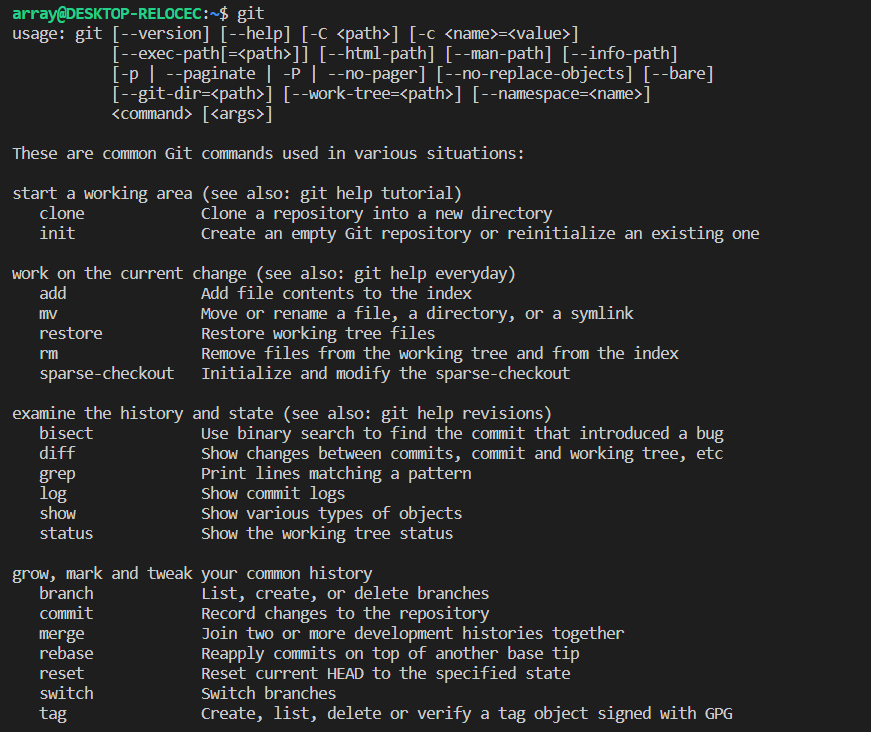 array@DESKTOP-RELOCEC:~$ git
usage: git [--version] [--help] [-C <path>] [-c <name>=<value>]
           [--exec-path[=<path>]] [--html-path] [--man-path] [--info-path]
           [-p | --paginate | -P | --no-pager] [--no-replace-objects] [--bare]
           [--git-dir=<path>] [--work-tree=<path>] [--namespace=<name>]
           <command> [<args>]

These are common Git commands used in various situations:

start a working area (see also: git help tutorial)
   clone             Clone a repository into a new directory
   init              Create an empty Git repository or reinitialize an existing one

work on the current change (see also: git help everyday)
   add               Add file contents to the index
   mv                Move or rename a file, a directory, or a symlink
   restore           Restore working tree files
   rm                Remove files from the working tree and from the index
   sparse-checkout   Initialize and modify the sparse-checkout

examine the history and state (see also: git help revisions)
   bisect            Use binary search to find the commit that introduced a bug
   diff              Show changes between commits, commit and working tree, etc
   grep              Print lines matching a pattern
   log               Show commit logs
   show              Show various types of objects
   status            Show the working tree status

grow, mark and tweak your common history
   branch            List, create, or delete branches
   commit            Record changes to the repository
   merge             Join two or more development histories together
   rebase            Reapply commits on top of another base tip
   reset             Reset current HEAD to the specified state
   switch            Switch branches
   tag               Create, list, delete or verify a tag object signed with GPG